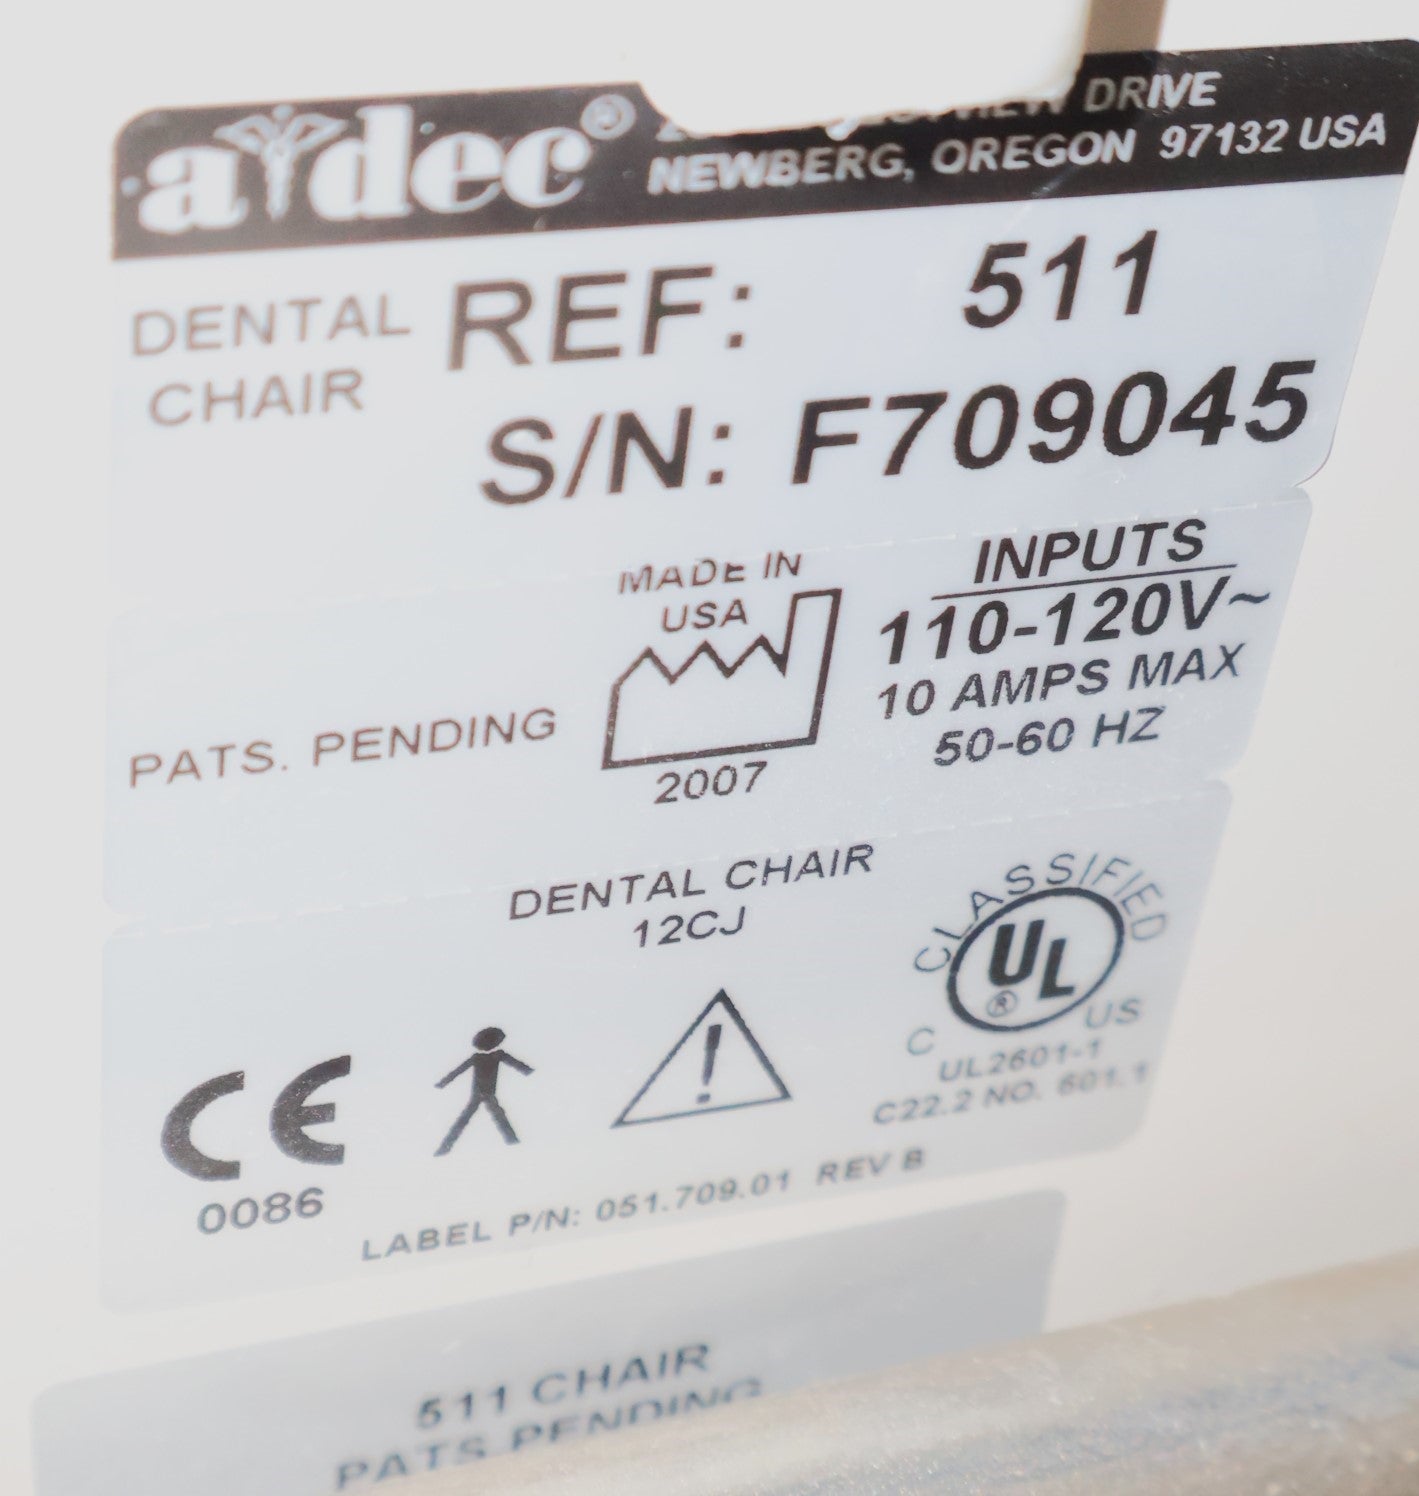 a dec®
DRIVE
NEWBERG, OREGON 97132 USA
DENTAL CHAIR
REF: 511
S/N: F709045
MADE IN
USA
2007
PATS. PENDING
INPUTS
110-120V~
10 AMPS MAX
50-60 HZ
DENTAL CHAIR
12CJ
CLASSIFIED
UL®
C US
UL2601-1
C22.2 NO. 601.1
CE
0086
LABEL P/N: 051.709.01 REV B
511 CHAIR
PATS PENDING